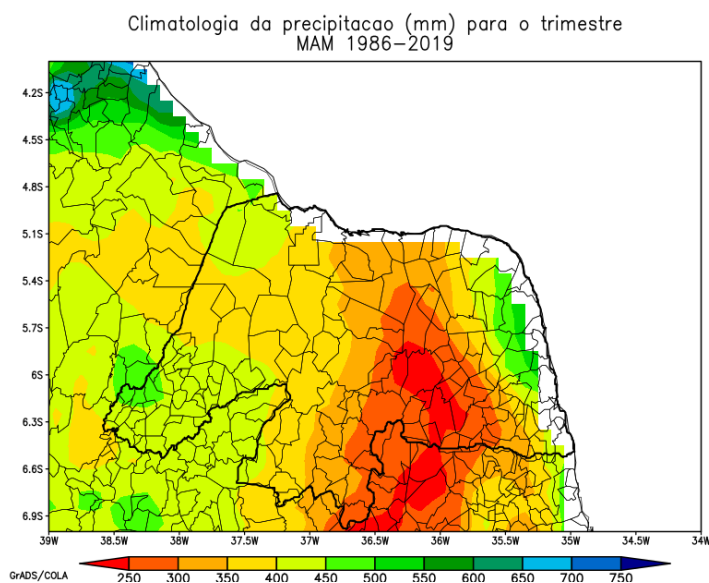 Climatologia da precipitacao (mm) para o trimestre
MAM 1986-2019
4.2S
4.5S
4.8S
5.1S
5.4S
5.7S
6S
6.3S
6.6S
6.9S
39W 38.5W 38W 37.5W 37W 36.5W 36W 35.5W 35W 34.5W 34W
GrADS/COLA
250 300 350 400 450 500 550 600 650 700 750